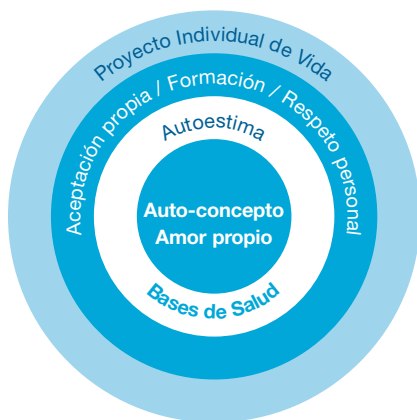 Proyecto Individual de Vida
Aceptación propia / Formación / Respeto personal
Autoestima
Auto-concepto
Amor propio
Bases de Salud